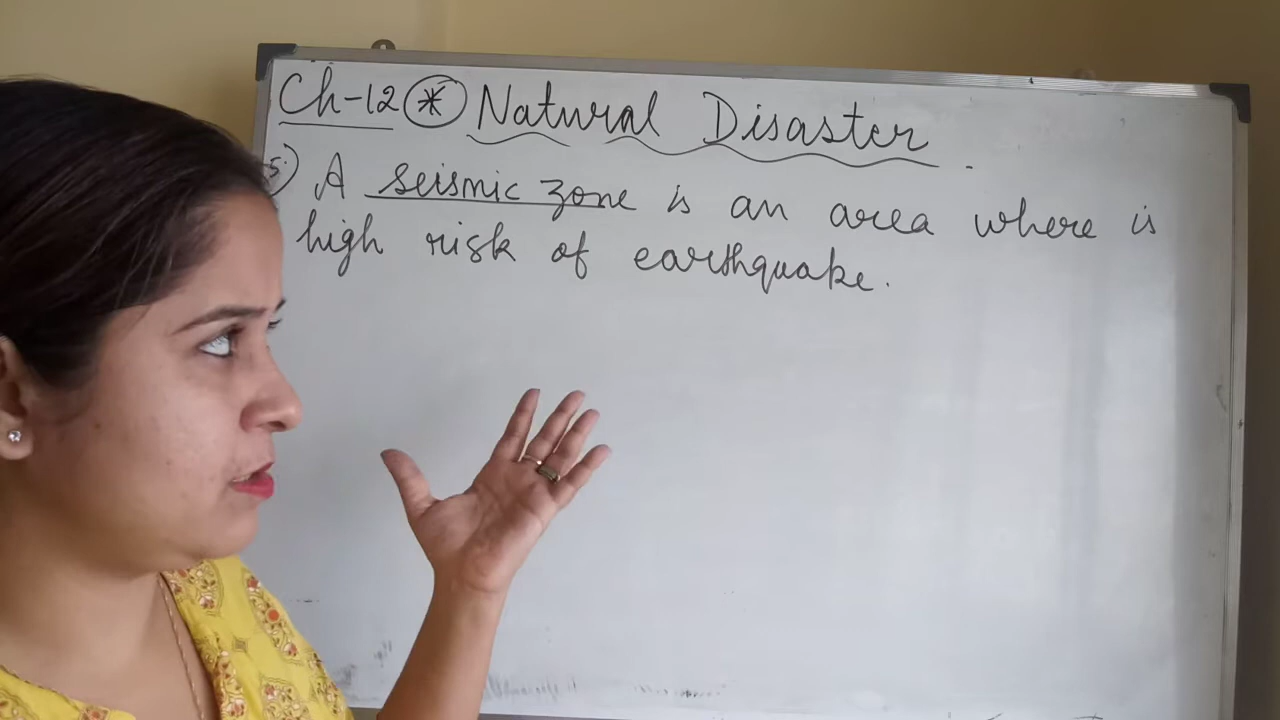 Ch-12 * Natural Disaster.
5.) A seismic zone is an area where is
high risk of earthquake.